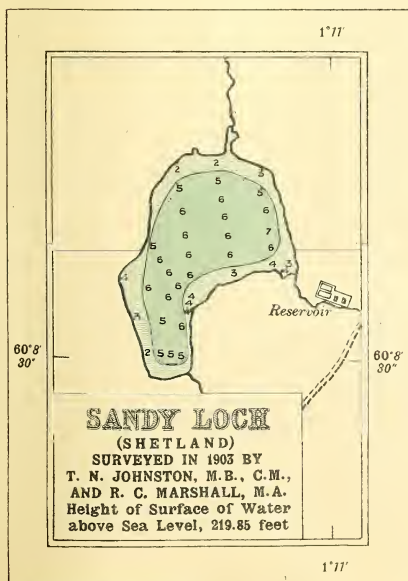 1°11'
2 2 3
5 5 5
6 6 6
6 6
6 6 7
5 6
6 6 4 3
6 6 3
6 6
4
6 6 4
4
3 5 6
2 5 5 5
Reservoir
60°8'
30"
60°8'
30"
SANDY LOCH
(SHETLAND)
SURVEYED IN 1903 BY
T. N. JOHNSTON, M.B., C.M.,
AND R. C. MARSHALL, M.A.
Height of Surface of Water
above Sea Level, 219.85 feet
1°11'